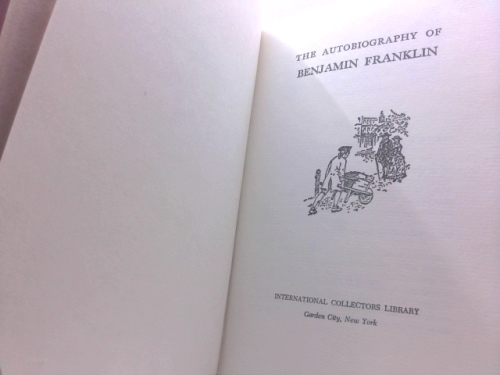 THE AUTOBIOGRAPHY OF
BENJAMIN FRANKLIN
INTERNATIONAL COLLECTORS LIBRARY
Garden City, New York